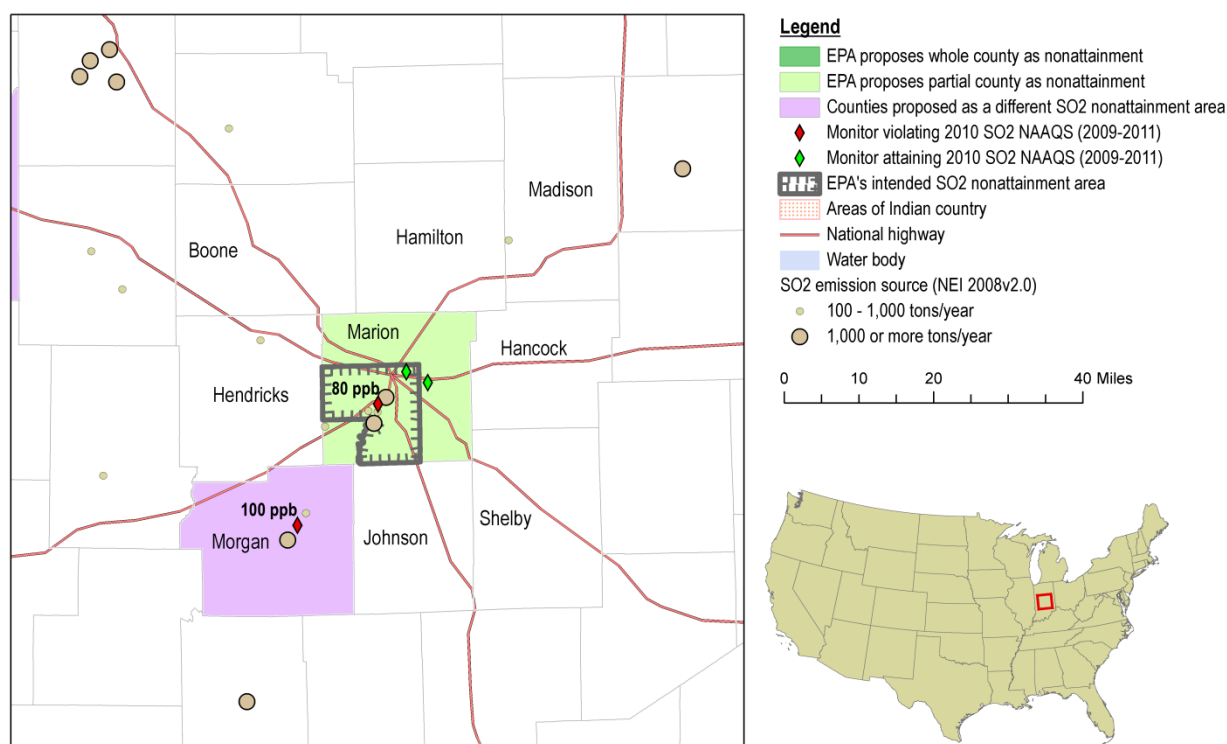 Madison
Hamilton
Boone
Marion
Hancock
80 ppb
Hendricks
100 ppb
Shelby
Johnson
Morgan
Legend
EPA proposes whole county as nonattainment
EPA proposes partial county as nonattainment
Counties proposed as a different SO2 nonattainment area
Monitor violating 2010 SO2 NAAQS (2009-2011)
Monitor attaining 2010 SO2 NAAQS (2009-2011)
EPA's intended SO2 nonattainment area
Areas of Indian country
National highway
Water body
SO2 emission source (NEI 2008v2.0)
100 - 1,000 tons/year
1,000 or more tons/year
0 10 20 40 Miles